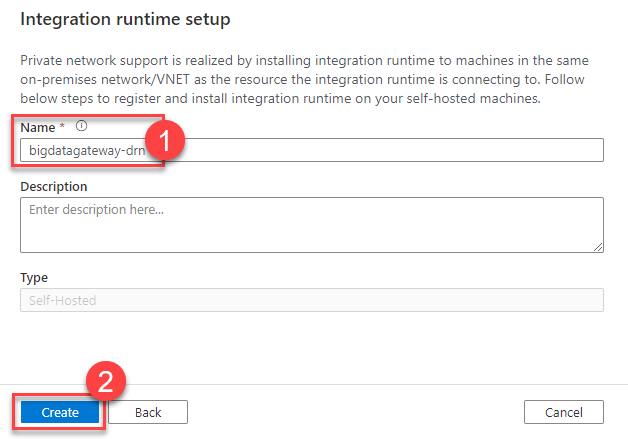 Integration runtime setup
Private network support is realized by installing integration runtime to machines in the same
on-premises network/VNET as the resource the integration runtime is connecting to. Follow
below steps to register and install integration runtime on your self-hosted machines.
Name *
1
bigdatagateway-drn
Description
Enter description here...
Type
Self-Hosted
2
Create Back Cancel